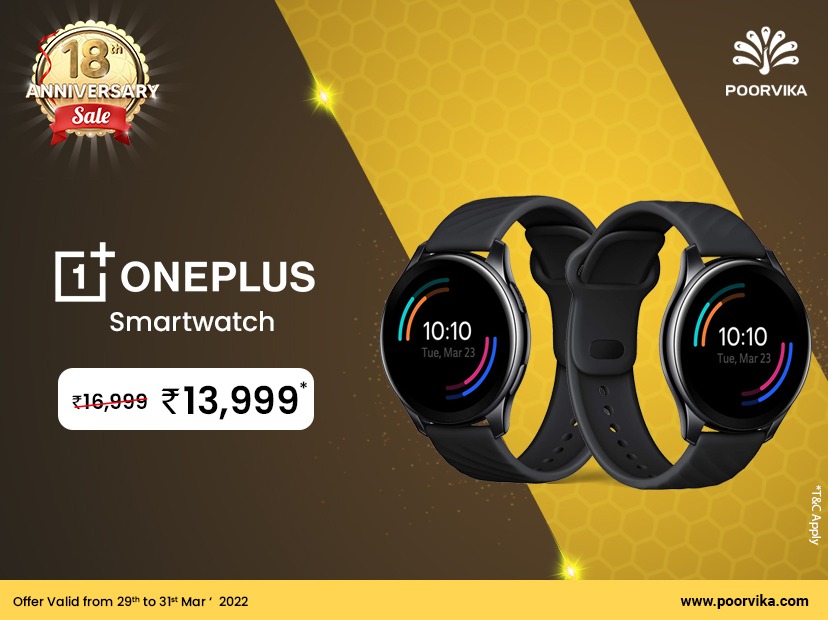 18th
ANNIVERSARY
Sale
POORVIKA
1+ ONEPLUS
Smartwatch
₹16,999 ₹13,999*
10:10
Tue, Mar 23
10:10
Tue, Mar 23
*T&C Apply
Offer Valid from 29th to 31st Mar ‘ 2022
www.poorvika.com